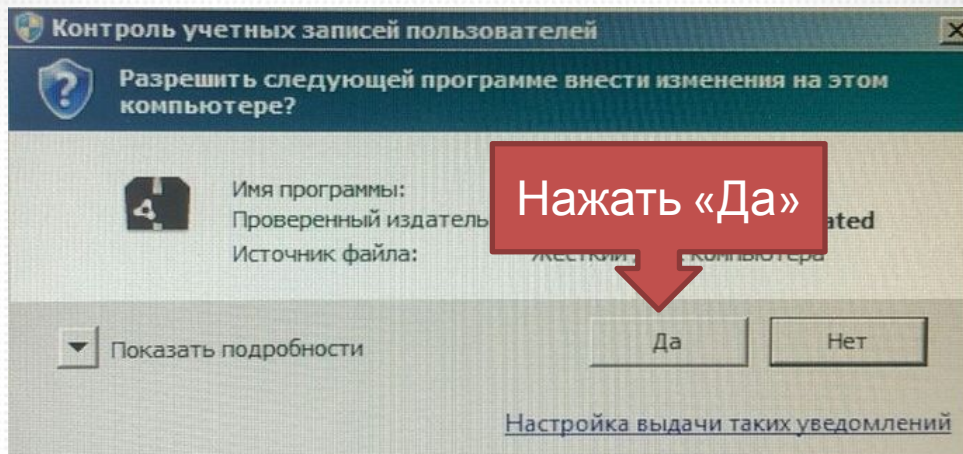 Контроль учетных записей пользователей
Разрешить следующей программе внести изменения на этом
компьютере?
Имя программы:
Нажать «Да»
Проверенный издатель
Источник файла:
Показать подробности
Да
Нет
Настройка выдачи таких уведомлений